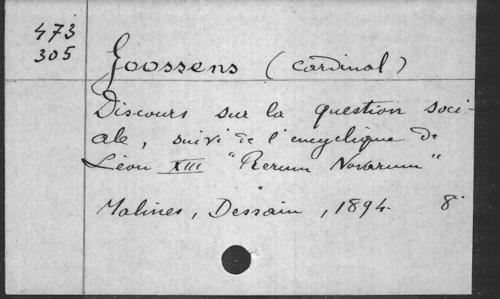 473
305
Goossens (cardinal)
Discours sur la question soci-
ale, suivi de l'encyclique de
Léon XIII "Rerum Novarum"
Malines, Dessain, 1894. 8°